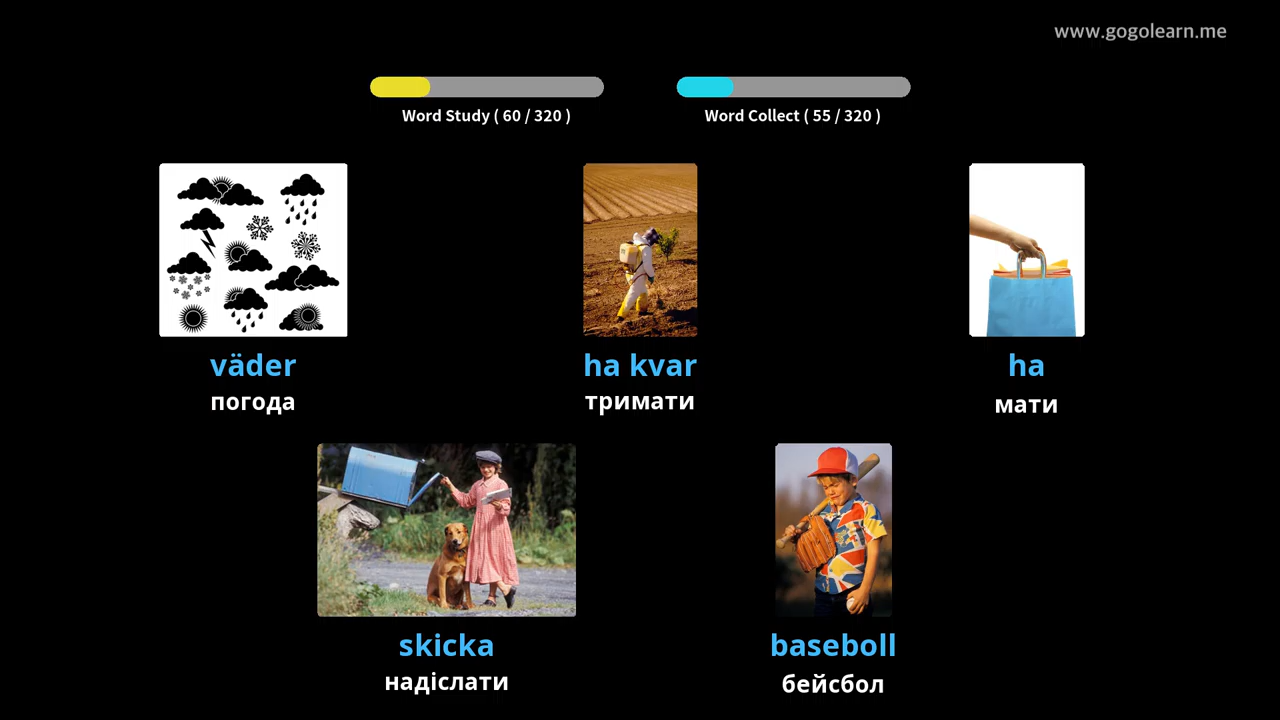 www.gogolearn.me
Word Study ( 60 / 320 )
Word Collect ( 55 / 320 )
väder
погода
ha kvar
тримати
ha
мати
skicka
надіслати
baseboll
бейсбол